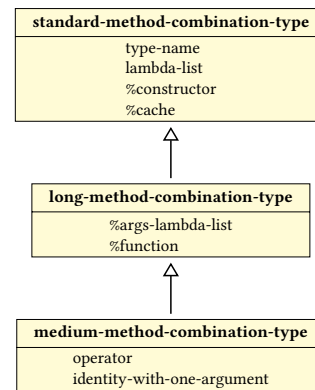 standard-method-combination-type
type-name
lambda-list
%constructor
%cache
long-method-combination-type
%args-lambda-list
%function
medium-method-combination-type
operator
identity-with-one-argument